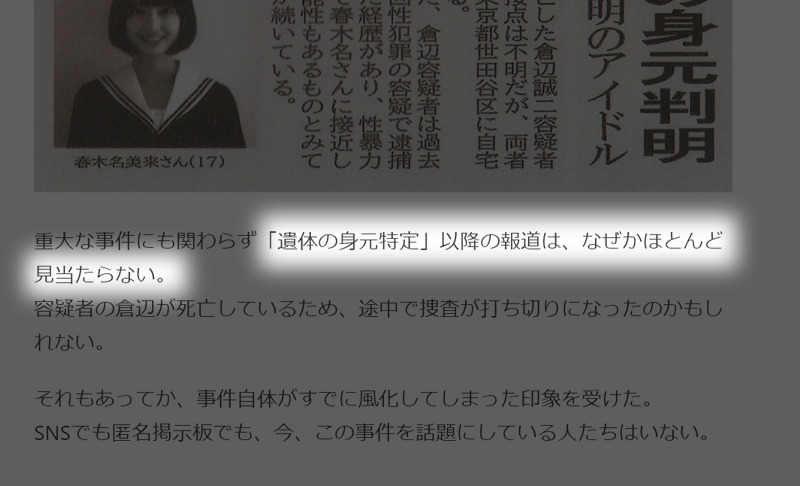 の身元判明
明のアイドル
亡した倉辺誠二容疑者
接点は不明だが、両者
東京都世田谷区に自宅
る。
た、倉辺容疑者は過去
回性犯罪の容疑で逮捕
た経歴があり、性暴力
で春木名さんに接近し
能性もあるものとみて
が続いている。
春木名美来さん(17)
重大な事件にも関わらず「遺体の身元特定」以降の報道は、なぜかほとんど
見当たらない。
容疑者の倉辺が死亡しているため、途中で捜査が打ち切りになったのかもし
れない。
それもあってか、事件自体がすでに風化してしまった印象を受けた。
SNSでも匿名掲示板でも、今、この事件を話題にしている人たちはいない。